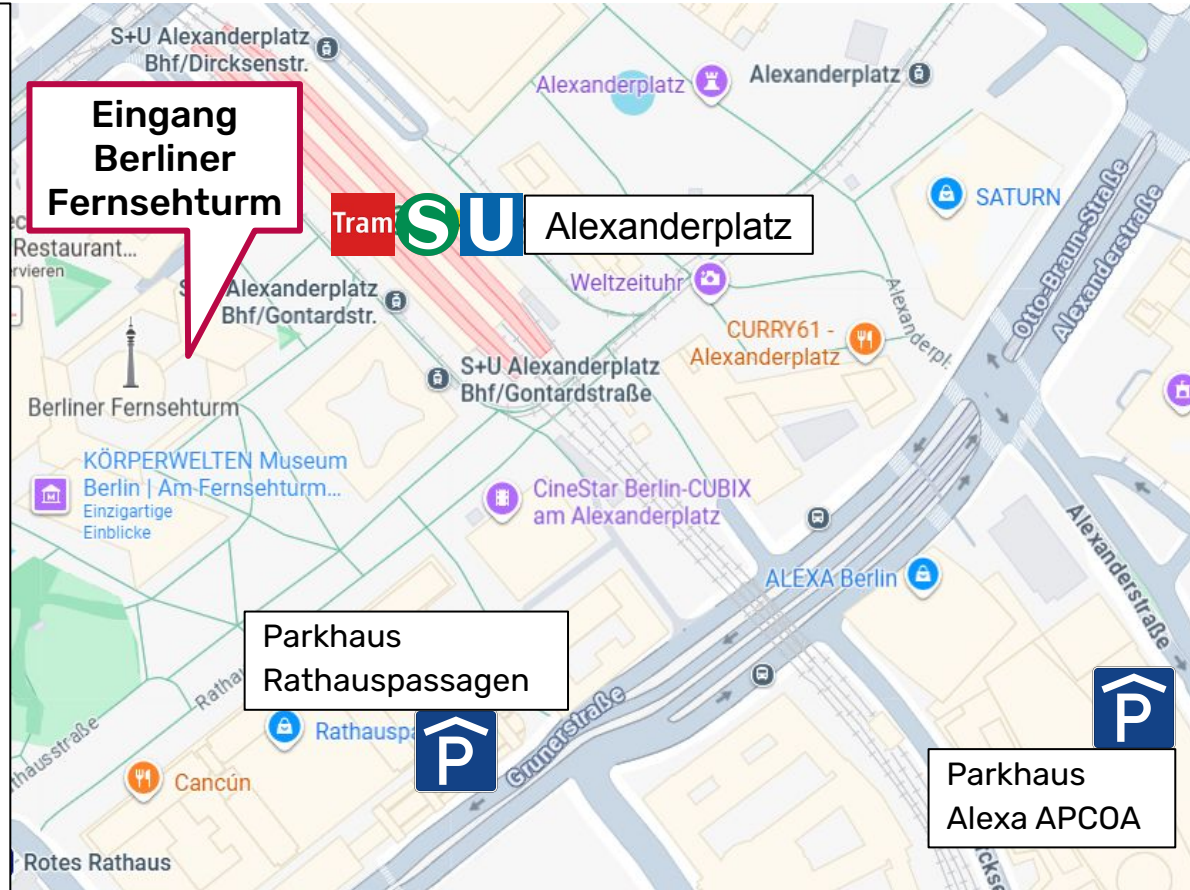 S+U Alexanderplatz
Bhf/Dircksenstr.
Alexanderplatz
Alexanderplatz
Eingang
Berliner
Fernsehturm
SATURN
Tram S U Alexanderplatz
Restaurant...
Otto-Braun-Straße
Alexanderstraße
Alexanderplatz
Bhf/Gontardstr.
Weltzeituhr
CURRY61 -
Alexanderplatz
Alexanderpl.
S+U Alexanderplatz
Bhf/Gontardstraße
Berliner Fernsehturm
KÖRPERWELTEN Museum
Berlin | Am Fernsehturm...
Einzigartige
Einblicke
CineStar Berlin-CUBIX
am Alexanderplatz
ALEXA Berlin
Alexanderstraße
Parkhaus
Rathauspassagen
P
Grunerstraße
Cancún
P
Parkhaus
Alexa APCOA
Rotes Rathaus